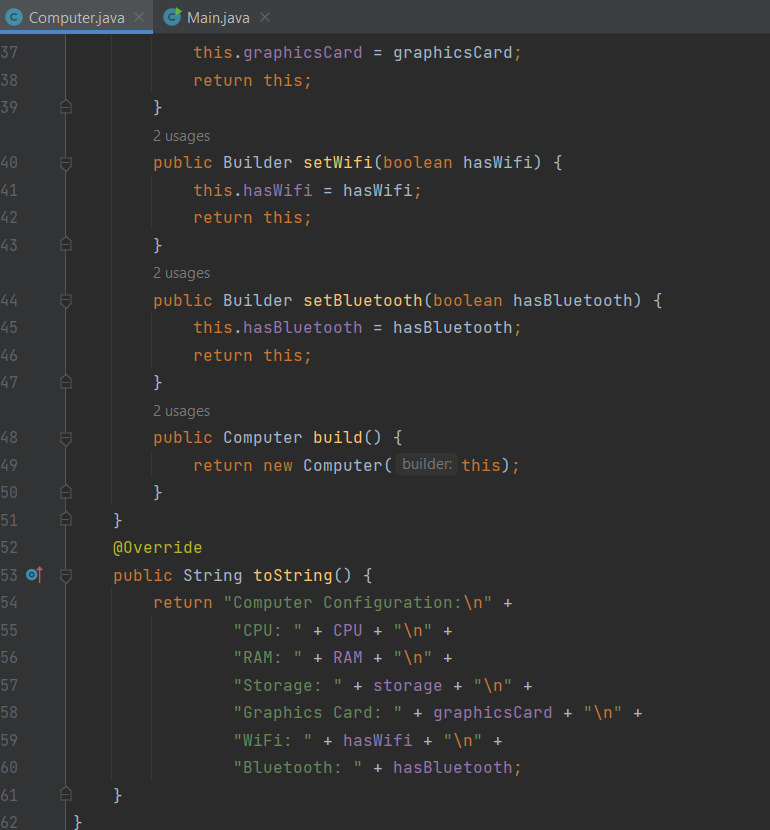 Computer.java Main.java
37 this.graphicsCard = graphicsCard;
38 return this;
39 }
2 usages
40 public Builder setWifi(boolean hasWifi) {
41 this.hasWifi = hasWifi;
42 return this;
43 }
2 usages
44 public Builder setBluetooth(boolean hasBluetooth) {
45 this.hasBluetooth = hasBluetooth;
46 return this;
47 }
2 usages
48 public Computer build() {
49 return new Computer( builder: this);
50 }
51 }
52 @Override
53 public String toString() {
54 return "Computer Configuration:\n" +
55 "CPU: " + CPU + "\n" +
56 "RAM: " + RAM + "\n" +
57 "Storage: " + storage + "\n" +
58 "Graphics Card: " + graphicsCard + "\n" +
59 "WiFi: " + hasWifi + "\n" +
60 "Bluetooth: " + hasBluetooth;
61 }
62 }